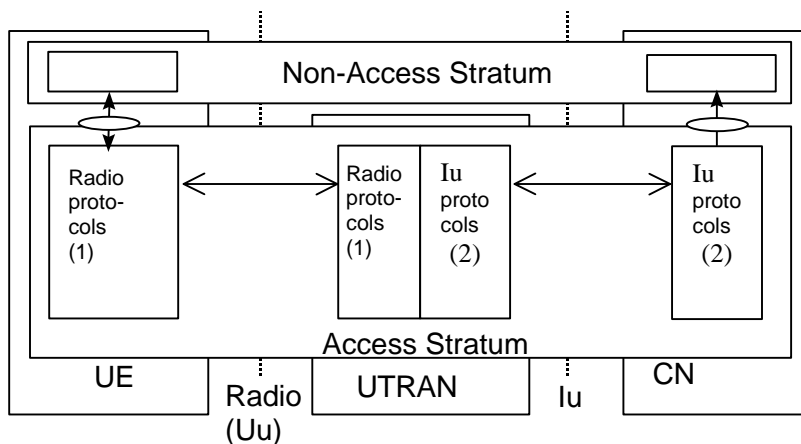 Non-Access Stratum
Radio
proto-
cols
(1)
Radio
proto-
cols
(1)
Iu
proto
cols
(2)
Iu
proto
cols
(2)
Access Stratum
UE
Radio
(Uu)
UTRAN
Iu
CN